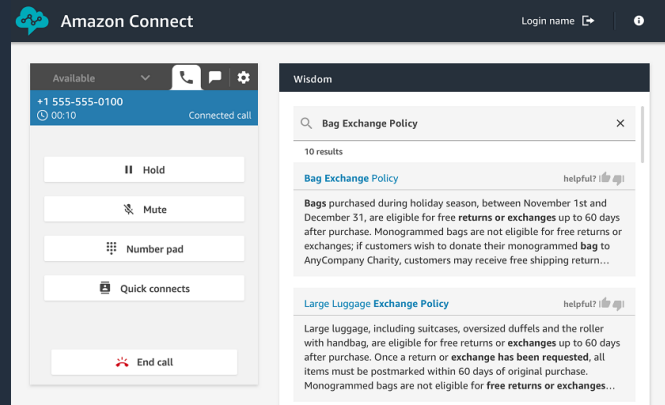 Amazon Connect
Login name
Available
+1 555-555-0100
00:10
Connected call
Hold
Mute
Number pad
Quick connects
End call
Wisdom
Bag Exchange Policy
10 results
Bag Exchange Policy
helpful?
Bags purchased during holiday season, between November 1st and
December 31, are eligible for free returns or exchanges up to 60 days
after purchase. Monogrammed bags are not eligible for free returns or
exchanges; if customers wish to donate their monogrammed bag to
AnyCompany Charity, customers may receive free shipping return...
Large Luggage Exchange Policy
helpful?
Large luggage, including suitcases, oversized duffels and the roller
with handbag, are eligible for free returns or exchanges up to 60 days
after purchase. Once a return or exchange has been requested, all
items must be postmarked within 60 days of original purchase.
Monogrammed bags are not eligible for free returns or exchanges...